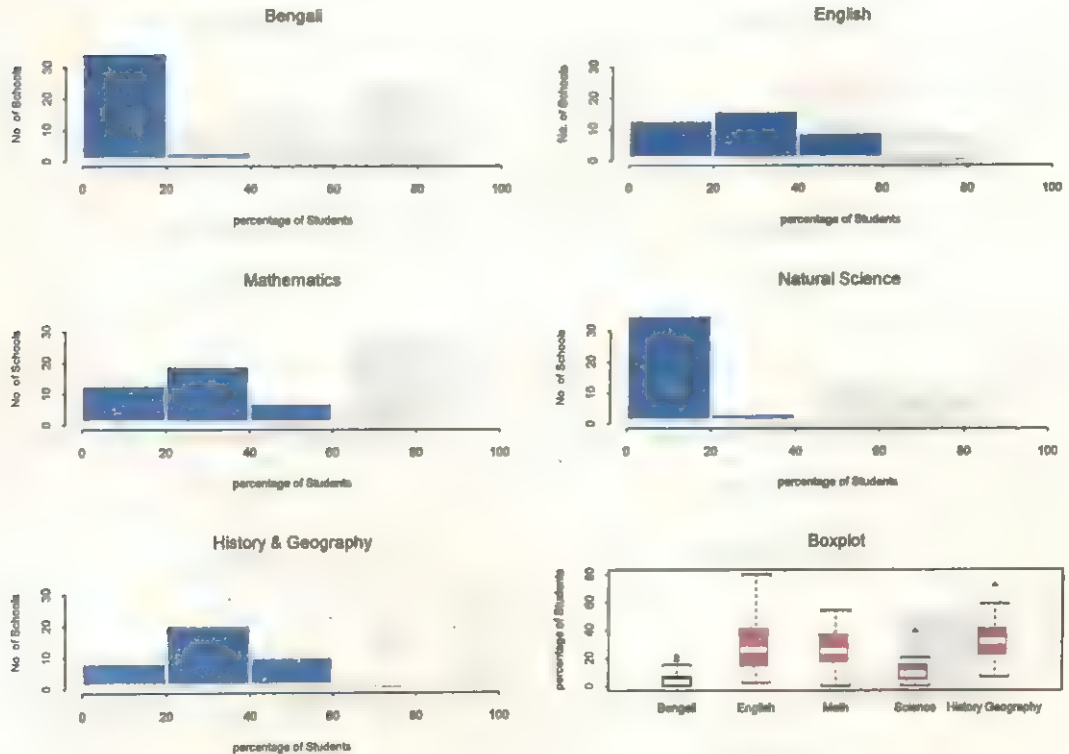 Bengali
No of Schools
0 10 20 30
0 20 40 60 80 100
percentage of Students
English
No. of Schools
0 10 20 30
0 20 40 60 80 100
percentage of Students
Mathematics
No of Schools
0 10 20 30
0 20 40 60 80 100
percentage of Students
Natural Science
No of Schools
0 10 20 30
0 20 40 60 80 100
percentage of Students
History & Geography
No of Schools
0 10 20 30
0 20 40 60 80 100
percentage of Students
Boxplot
percentage of Students
0 20 40 60 80
Bengali English Math Science History Geography